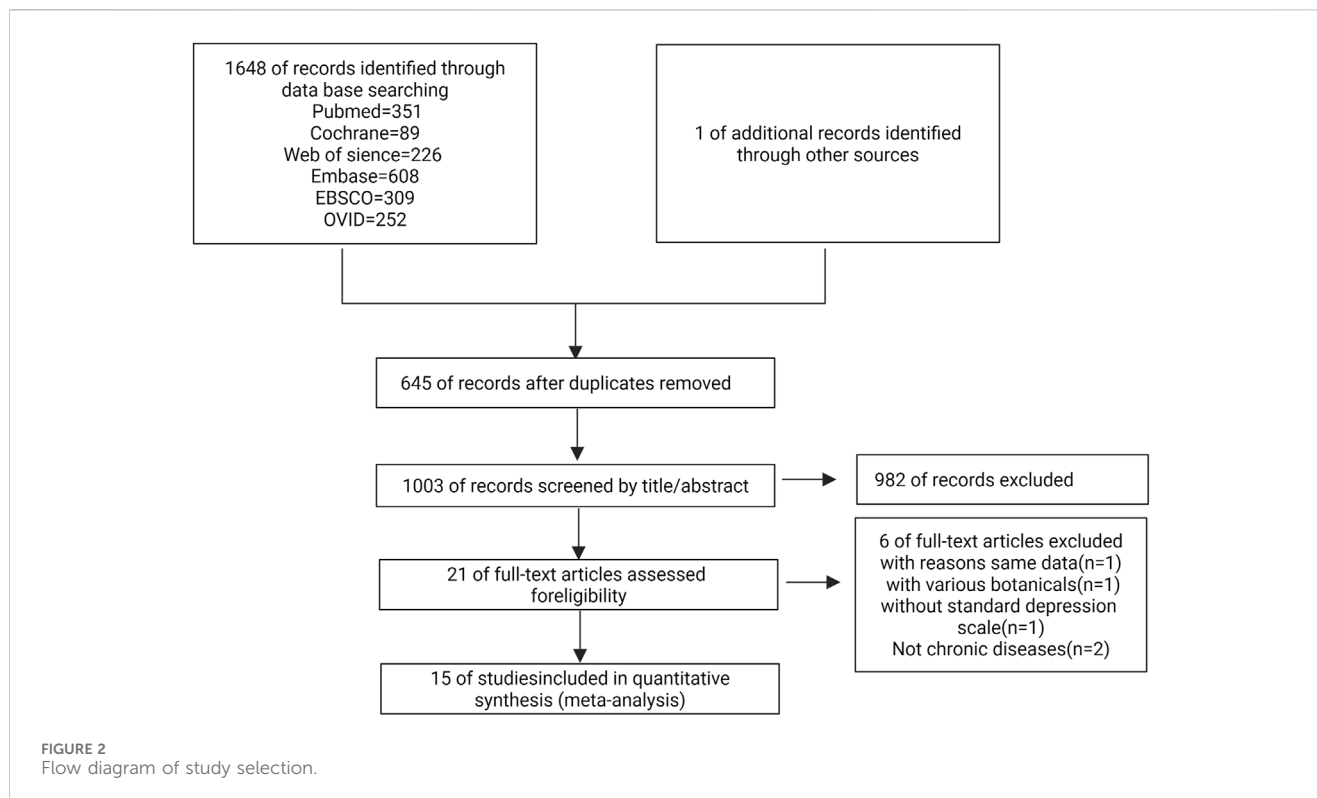 1648 of records identified through
data base searching
Pubmed=351
Cochrane=89
Web of sience=226
Embase=608
EBSCO=309
OVID=252
1 of additional records identified
through other sources
645 of records after duplicates removed
1003 of records screened by title/abstract
982 of records excluded
21 of full-text articles assessed
foreligibility
6 of full-text articles excluded
with reasons same data(n=1)
with various botanicals(n=1)
without standard depression
scale(n=1)
Not chronic diseases(n=2)
15 of studiesincluded in quantitative
synthesis (meta-analysis)
FIGURE 2
Flow diagram of study selection.